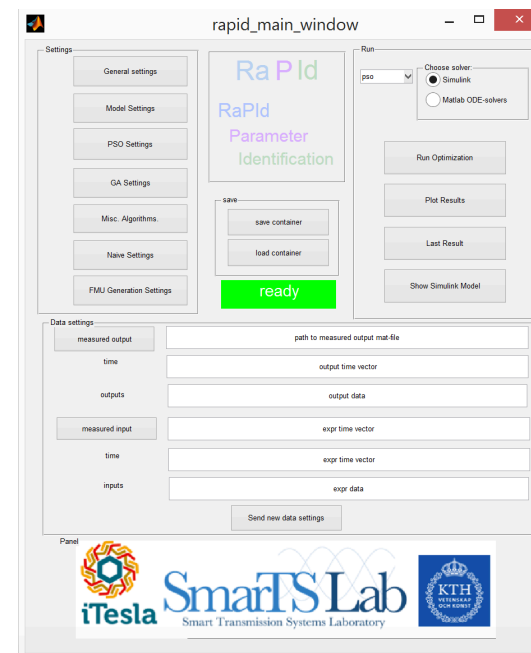 rapid_main_window
Settings
General settings
Model Settings
PSO Settings
GA Settings
Misc. Algorithms.
Naive Settings
FMU Generation Settings
Ra P Id
RaPId
Parameter
Identification
save
save container
load container
ready
Run
pso
Choose solver:
Simulink
Matlab ODE-solvers
Run Optimization
Plot Results
Last Result
Show Simulink Model
Data settings
measured output
path to measured output mat-file
time
output time vector
outputs
output data
measured input
expr time vector
time
expr time vector
inputs
expr data
Send new data settings
Panel
iTesla
SmarTS Lab
Smart Transmission Systems Laboratory
KTH
VETENSKAP
OCH KONST